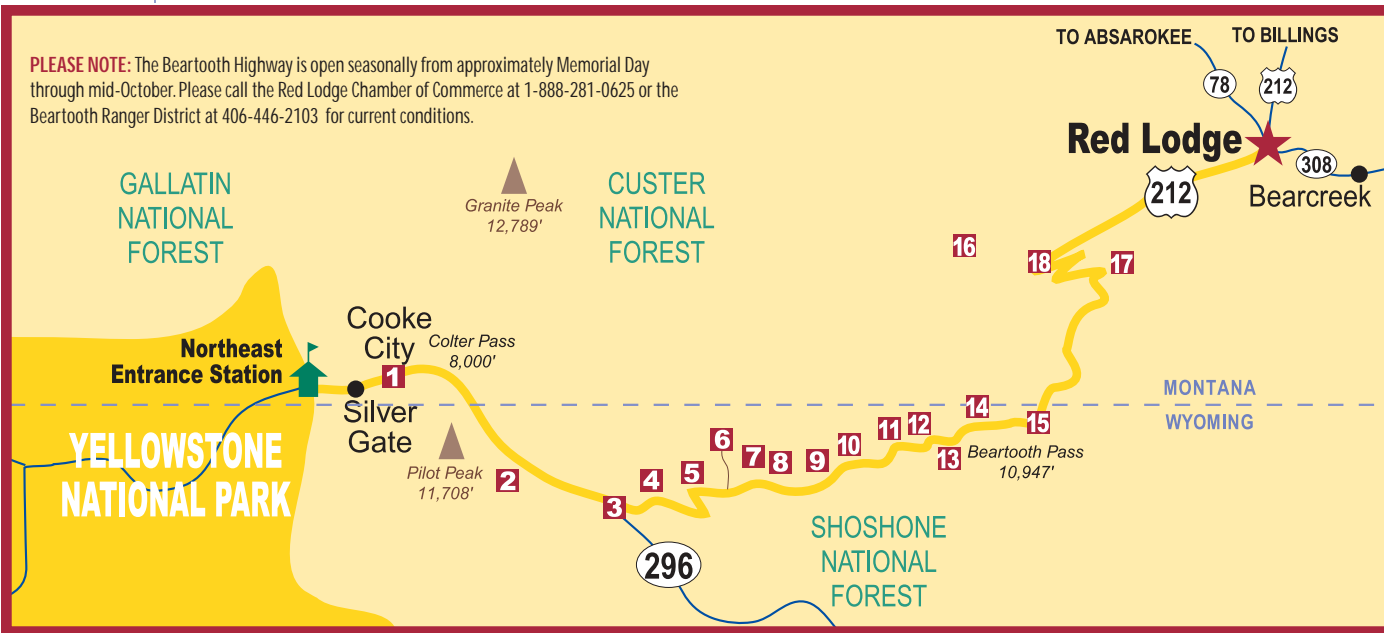 PLEASE NOTE: The Beartooth Highway is open seasonally from approximately Memorial Day
through mid-October. Please call the Red Lodge Chamber of Commerce at 1-888-281-0625 or the
Beartooth Ranger District at 406-446-2103 for current conditions.
TO ABSAROKEE
TO BILLINGS
78
212
Red Lodge
308
Bearcreek
212
GALLATIN
NATIONAL
FOREST
Granite Peak
12,789'
CUSTER
NATIONAL
FOREST
16
18
17
Cooke
City
Colter Pass
8,000'
Northeast
Entrance Station
1
Silver
Gate
MONTANA
WYOMING
YELLOWSTONE
NATIONAL PARK
Pilot Peak
11,708'
2
3
4
5
6
7
8
9
10
11
12
13
14
15
Beartooth Pass
10,947'
296
SHOSHONE
NATIONAL
FOREST